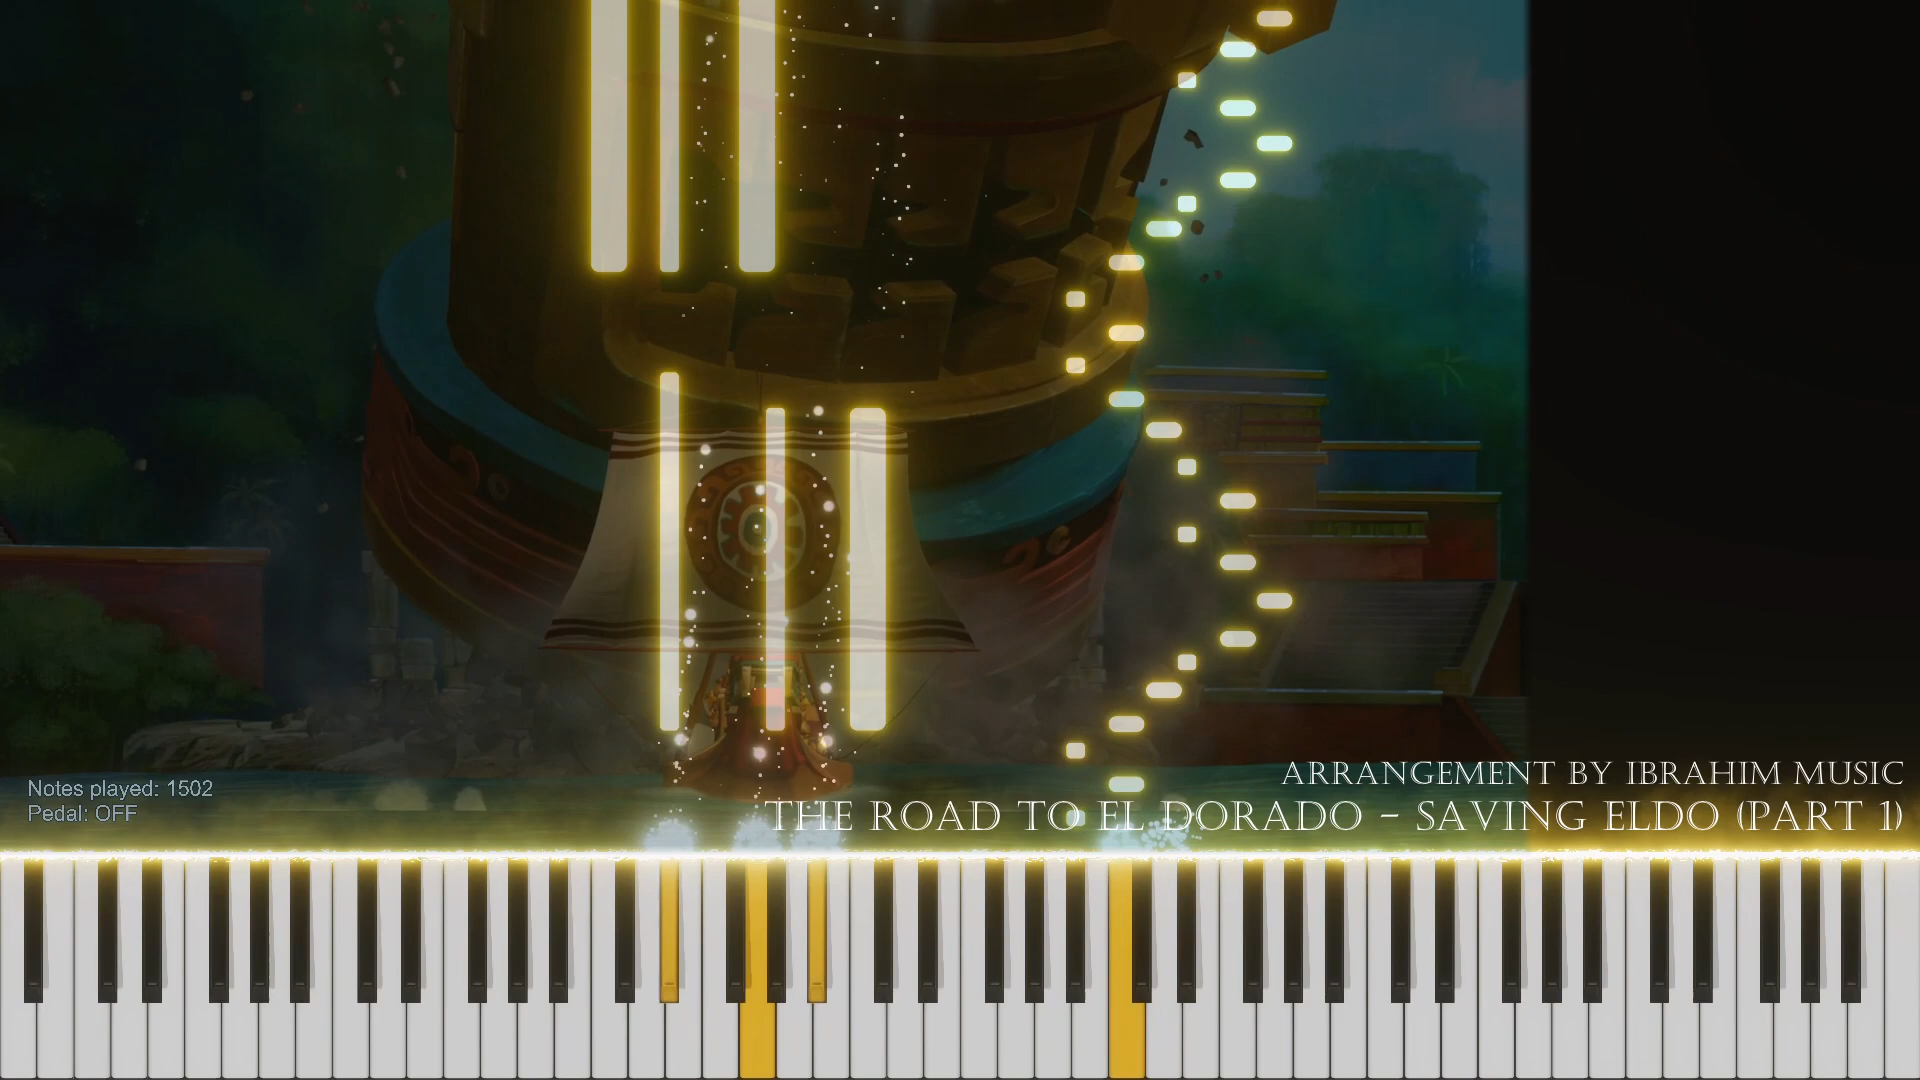 ARRANGEMENT BY IBRAHIM MUSIC
Notes played: 1502
THE ROAD TO EL DORADO - SAVING ELDO (PART 1)
Pedal: OFF